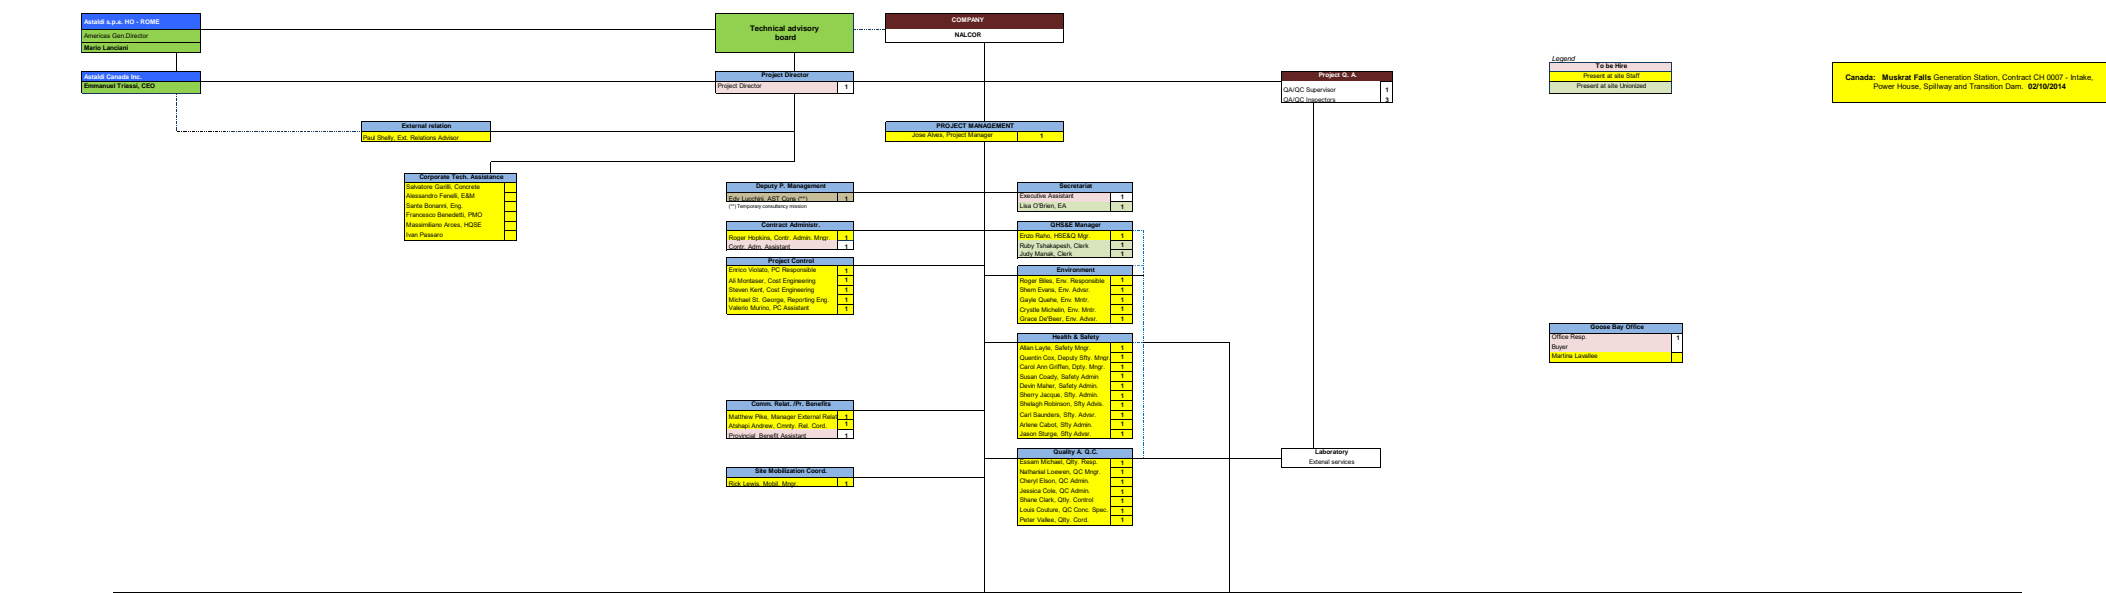 Astaldi s.p.a. HO - ROME
Americas Gen.Director
Mario Lanciani
Technical advisory
board
COMPANY
NALCOR
Legend
To be Hire
Present at site Staff
Present at site Unionized
Canada: Muskrat Falls Generation Station, Contract CH 0007 - Intake,
Power House, Spillway and Transition Dam. 02/10/2014
Astaldi Canada Inc.
Emmanuel Triassi, CEO
Project Director
Project Director 1
Project Q. A.
QA/QC Supervisor 1
QA/QC Inspectors 3
External relation
Paul Shelly, Ext. Relations Advisor
PROJECT MANAGEMENT
Jose Alves, Project Manager 1
Corporate Tech. Assistance
Salvatore Garilli, Concrete
Alessandro Fenelli, E&M
Sante Bonanni, Eng.
Francesco Benedetti, PMO
Massimiliano Arces, HQSE
Ivan Passaro
Deputy P. Management
Edy Lucchini, AST Cons (**) 1
(**) Temporary consultancy mission
Secretariat
Executive Assistant 1
Lisa O'Brien, EA 1
Contract Administr.
Roger Hopkins, Contr. Admin. Mngr. 1
Contr. Adm. Assistant 1
QHS&E Manager
Enzo Raho, HSE&Q Mgr. 1
Ruby Tshakapesh, Clerk 1
Judy Manak, Clerk 1
Project Control
Enrico Violato, PC Responsible 1
Ali Montaser, Cost Engineering 1
Steven Kent, Cost Engineering 1
Michael St. George, Reporting Eng. 1
Valerio Murino, PC Assistant 1
Environment
Roger Biles, Env. Responsible 1
Shem Evans, Env. Advsr. 1
Gayle Quehe, Env. Mntr. 1
Crystle Michelin, Env. Mntr. 1
Grace De'Beer, Env. Advsr. 1
Health & Safety
Allan Layte, Safety Mngr. 1
Quentin Cox, Deputy Sfty. Mngr. 1
Carol Ann Griffen, Dpty. Mngr. 1
Susan Coady, Safety Admin 1
Devin Maher, Safety Admin. 1
Sherry Jacque, Sfty. Admin. 1
Shelagh Robinson, Sfty Advis. 1
Carl Saunders, Sfty. Advsr. 1
Arlene Cabot, Sfty Admin. 1
Jason Sturge, Sfty Advsr. 1
Goose Bay Office
Office Resp. 1
Buyer
Martina Lavallee
Comm. Relat. /Pr. Benefits
Matthew Pike, Manager External Relat 1
Atshapi Andrew, Cmnty. Rel. Cord. 1
Provincial Benefit Assistant 1
Quality A. Q.C.
Essam Michael, Qlty. Resp. 1
Nathanial Loewen, QC Mngr. 1
Cheryl Elson, QC Admin. 1
Jessica Cole, QC Admin. 1
Shane Clark, Qtly. Control 1
Louis Couture, QC Conc. Spec. 1
Peter Vallee, Qlty. Cord. 1
Laboratory
Extenal services
Site Mobilization Coord.
Rick Lewis, Mobil. Mngr. 1